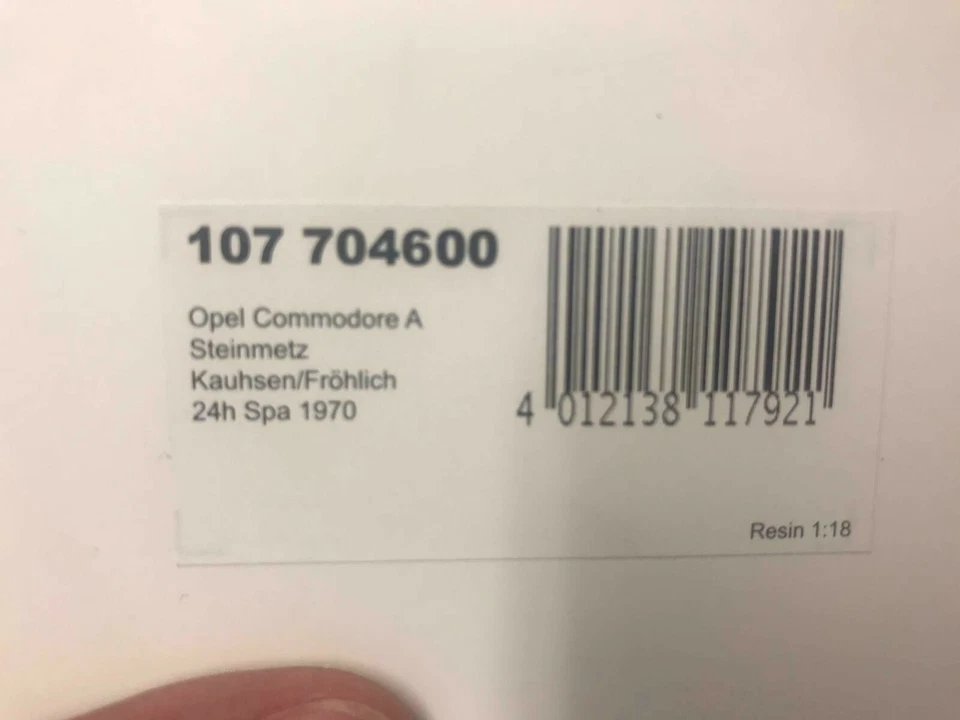 107 704600
Opel Commodore A
Steinmetz
Kauhsen/Fröhlich
24h Spa 1970
4 012138 117921
Resin 1:18